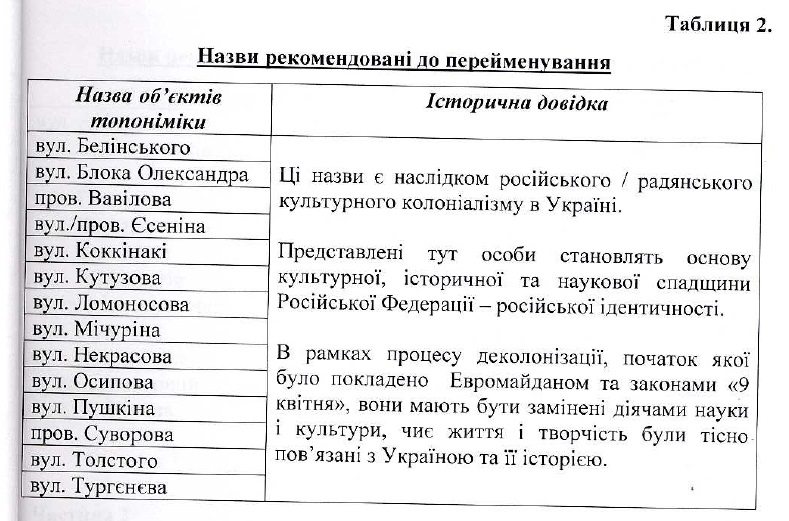 Таблиця 2.
Назви рекомендовані до перейменування
Назва об’єктів
топоніміки
Історична довідка
вул. Белінського
вул. Блока Олександра
пров. Вавілова
вул./пров. Єсеніна
вул. Коккінакі
вул. Кутузова
вул. Ломоносова
вул. Мічуріна
вул. Некрасова
вул. Осипова
вул. Пушкіна
пров. Суворова
вул. Толстого
вул. Тургєнєва
Ці назви є наслідком російського / радянського
культурного колоніалізму в Україні.
Представлені тут особи становлять основу
культурної, історичної та наукової спадщини
Російської Федерації – російської ідентичності.
В рамках процесу деколонізації, початок якої
було покладено Евромайданом та законами «9
квітня», вони мають бути замінені діячами науки
і культури, чиє життя і творчість були тісно
пов’язані з Україною та її історією.